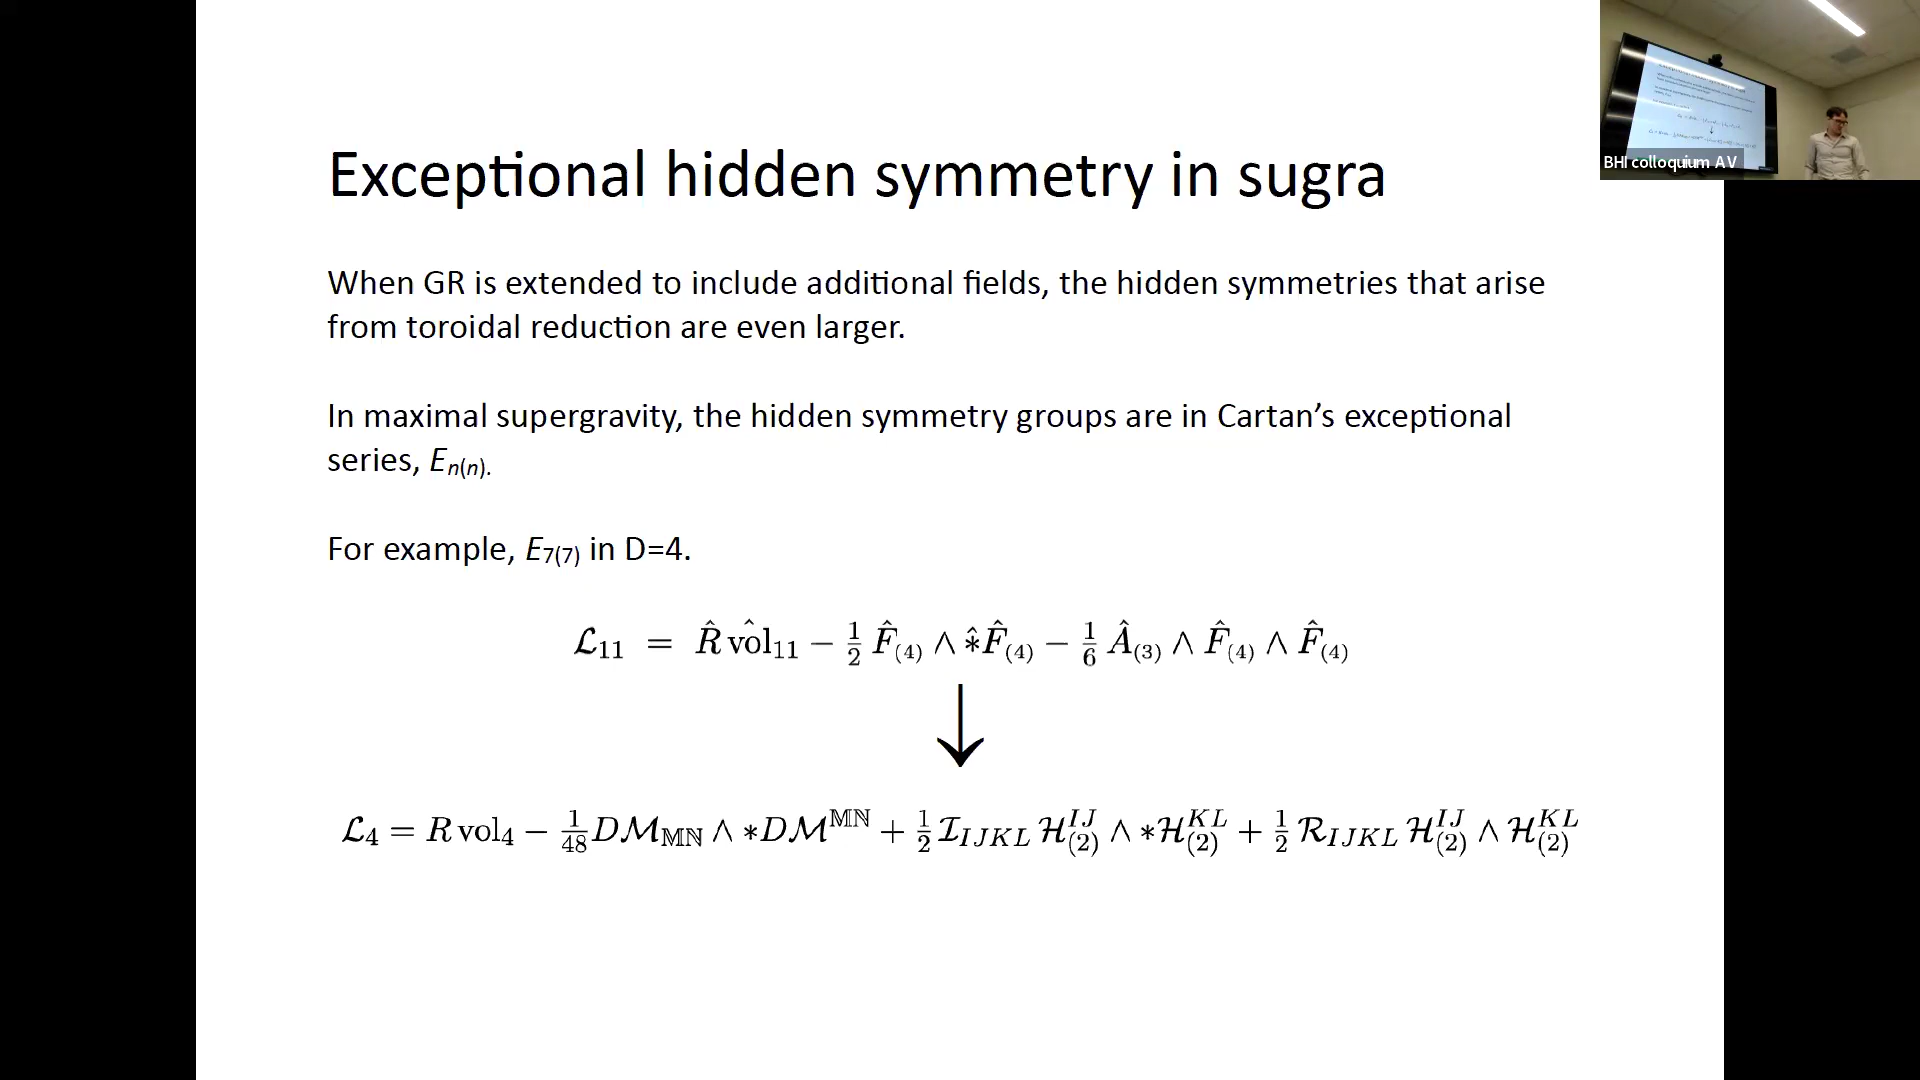 Exceptional hidden symmetry in sugra
When GR is extended to include additional fields, the hidden symmetries that arise
from toroidal reduction are even larger.
In maximal supergravity, the hidden symmetry groups are in Cartan’s exceptional
series, Eₙ₍ₙ₎.
For example, E₇₍₇₎ in D=4.
$\mathcal{L}_{11} = \hat{R}\,\hat{\mathrm{vol}}_{11} - \frac{1}{2}\,\hat{F}_{(4)} \wedge \hat{*}\hat{F}_{(4)} - \frac{1}{6}\,\hat{A}_{(3)} \wedge \hat{F}_{(4)} \wedge \hat{F}_{(4)}$
↓
$\mathcal{L}_4 = R\,\mathrm{vol}_4 - \frac{1}{48} D\mathcal{M}_{\mathbb{MN}} \wedge *D\mathcal{M}^{\mathbb{MN}} + \frac{1}{2}\,\mathcal{I}_{IJKL}\,\mathcal{H}^{IJ}_{(2)} \wedge *\mathcal{H}^{KL}_{(2)} + \frac{1}{2}\,\mathcal{R}_{IJKL}\,\mathcal{H}^{IJ}_{(2)} \wedge \mathcal{H}^{KL}_{(2)}$
BHI colloquium AV